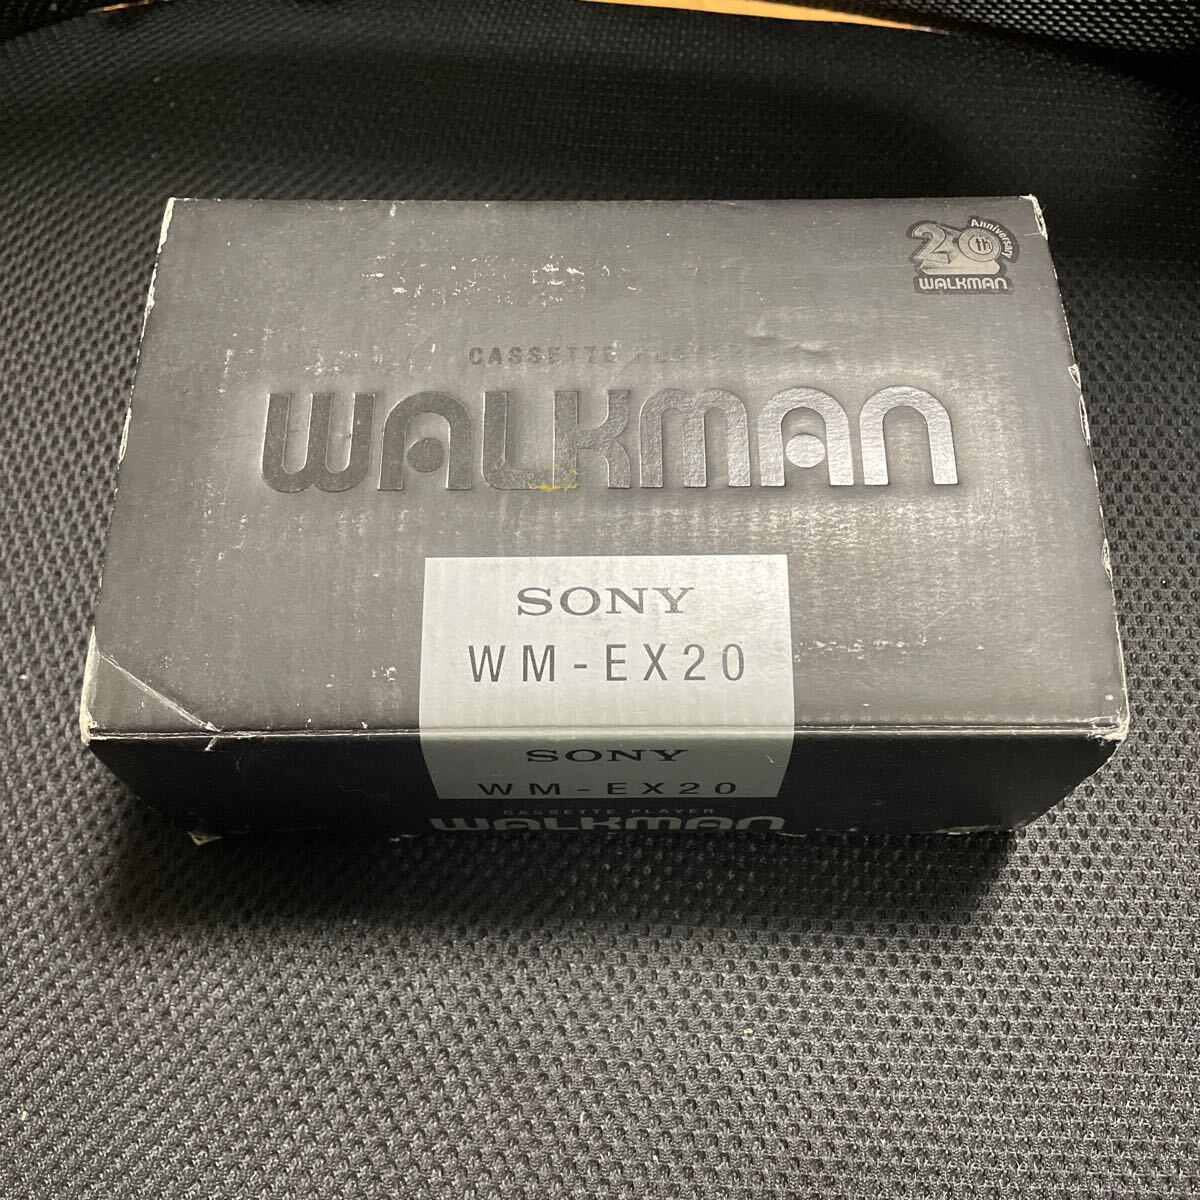 20th Anniversary
WALKMAN
CASSETTE PLAYER
WALKMAN
SONY
WM-EX20
SONY
WM-EX20
CASSETTE PLAYER
WALKMAN